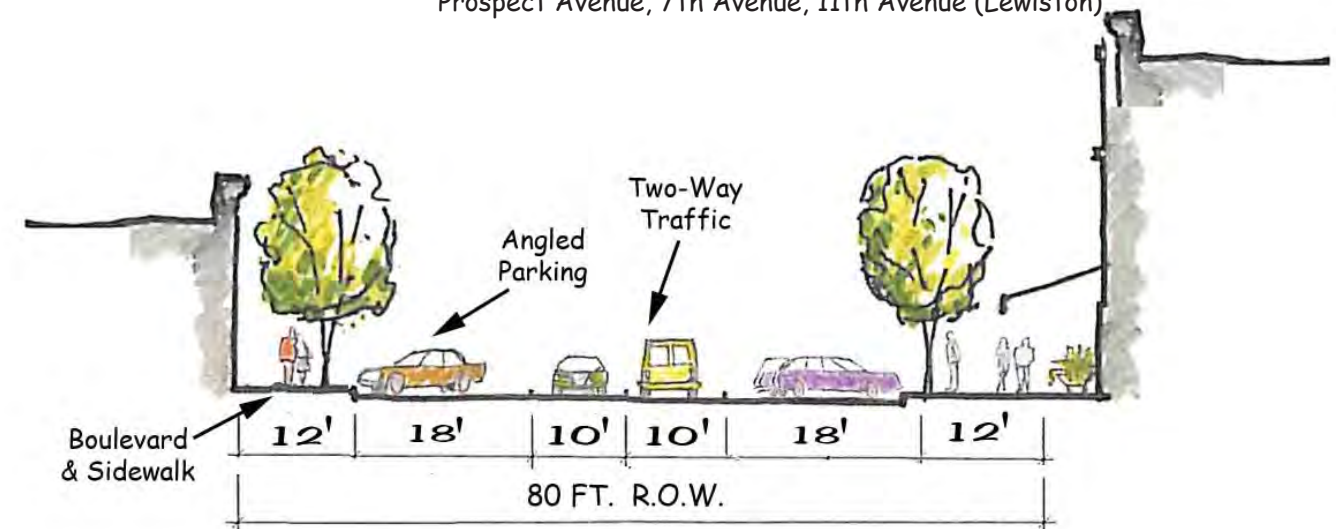 Prospect Avenue, 7th Avenue, 11th Avenue (Lewiston)
Two-Way
Traffic
Angled
Parking
Boulevard
& Sidewalk
12' 18' 10' 10' 18' 12'
80 FT. R.O.W.